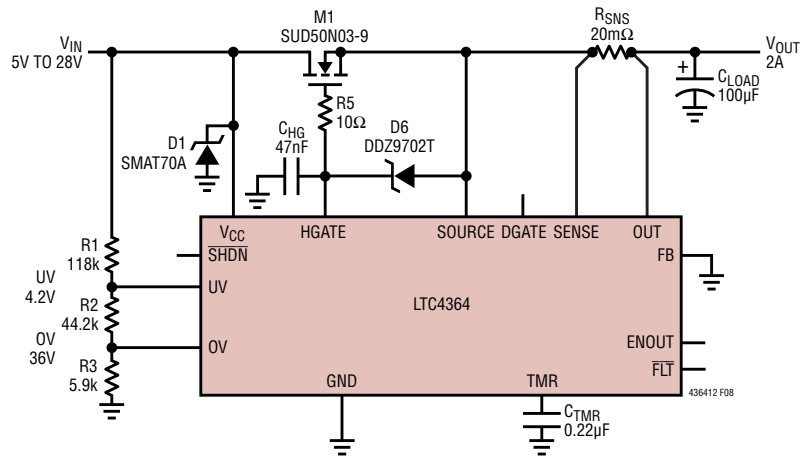 M1
SUD50N03-9
RSNS
20mΩ
VIN
5V TO 28V
VOUT
2A
+
CLOAD
100µF
R5
10Ω
D1
SMAT70A
CHG
47nF
D6
DDZ9702T
VCC
HGATE
SOURCE
DGATE
SENSE
OUT
SHDN
FB
R1
118k
UV
4.2V
UV
R2
44.2k
LTC4364
OV
36V
OV
ENOUT
R3
5.9k
FLT
GND
TMR
436412 F08
CTMR
0.22µF